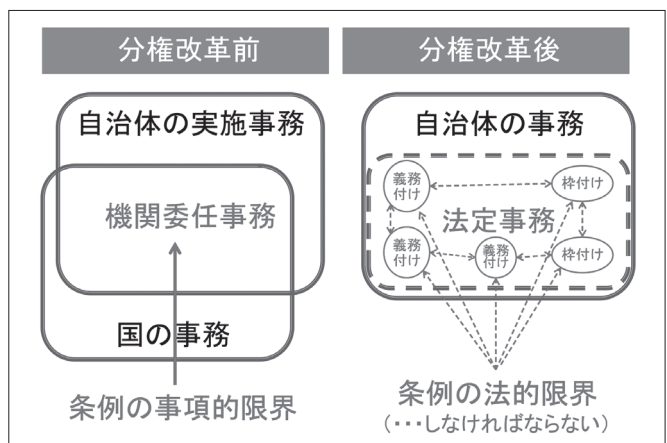 分権改革前
自治体の実施事務
機関委任事務
国の事務
条例の事項的限界
分権改革後
自治体の事務
義務
付け
枠付け
法定事務
義務
付け
義務
付け
枠付け
条例の法的限界
(・・・しなければならない)